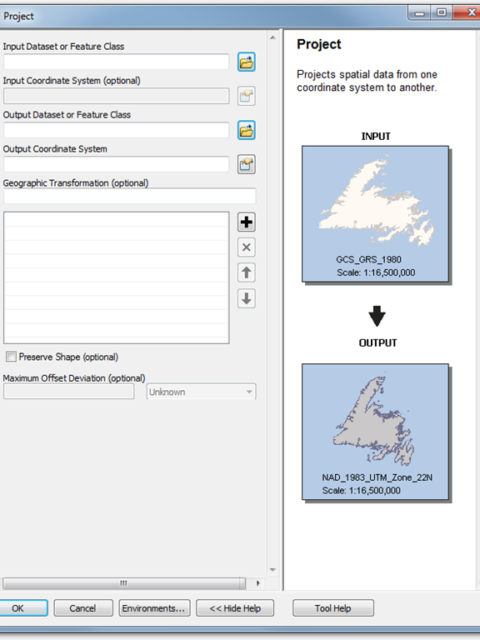 Project
Input Dataset or Feature Class
Input Coordinate System (optional)
Output Dataset or Feature Class
Output Coordinate System
Geographic Transformation (optional)
Preserve Shape (optional)
Maximum Offset Deviation (optional)
Unknown
OK
Cancel
Environments...
<< Hide Help
Tool Help
Project
Projects spatial data from one
coordinate system to another.
INPUT
GCS_GRS_1980
Scale: 1:16,500,000
OUTPUT
NAD_1983_UTM_Zone_22N
Scale: 1:16,500,000